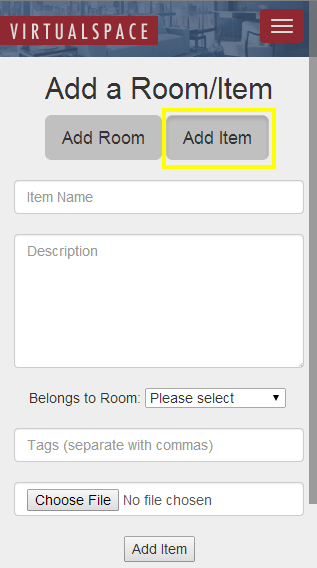 VIRTUALSPACE
Add a Room/Item
Add Room Add Item
Item Name
Description
Belongs to Room: Please select
Tags (separate with commas)
Choose File No file chosen
Add Item